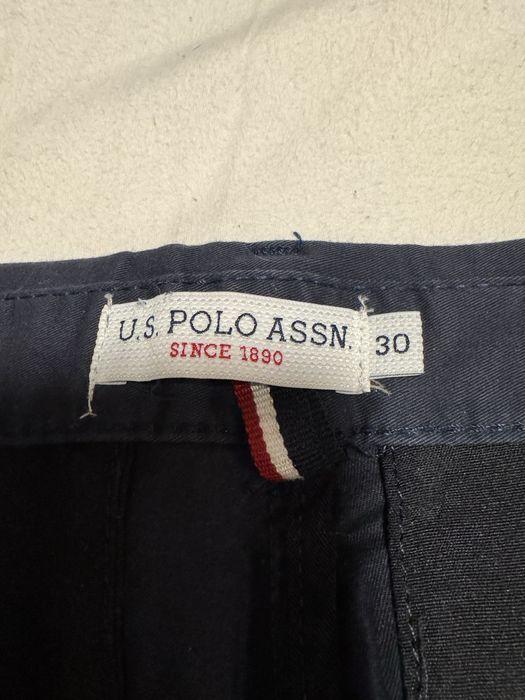 U.S. POLO ASSN.
SINCE 1890
30